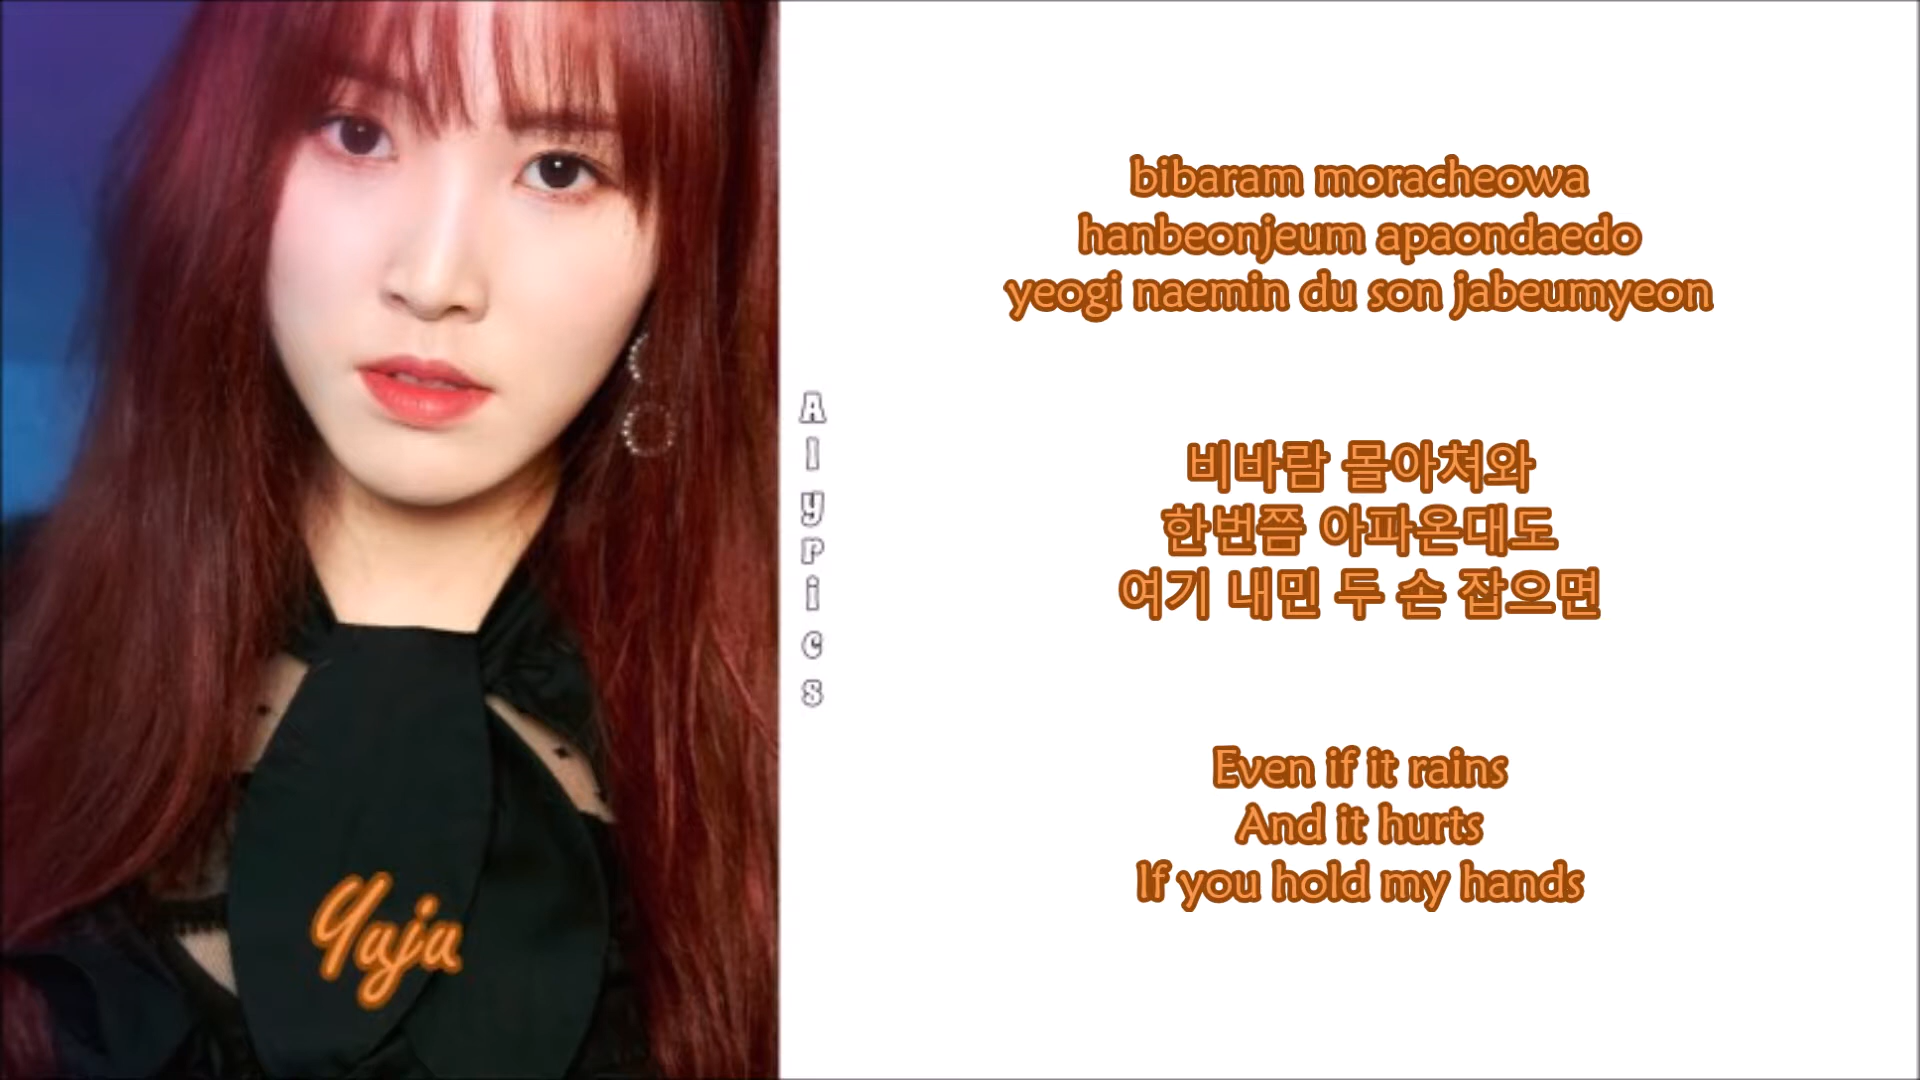 bibaram moracheowa
hanbeonjeum apaondaedo
yeogi naemin du son jabeumyeon
비바람 몰아쳐와
한번쯤 아파온대도
여기 내민 두 손 잡으면
Even if it rains
And it hurts
If you hold my hands
Alypics
Yuju